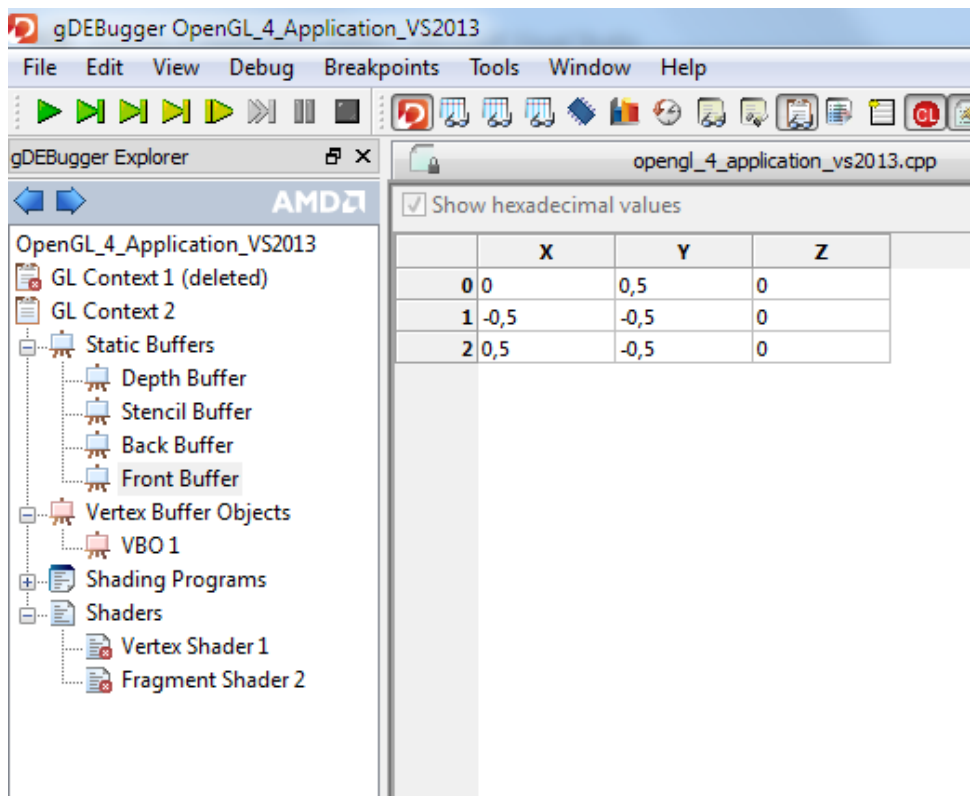 gDEBugger OpenGL_4_Application_VS2013
File Edit View Debug Breakpoints Tools Window Help
CL
gDEBugger Explorer
opengl_4_application_vs2013.cpp
AMD
Show hexadecimal values
OpenGL_4_Application_VS2013
GL Context 1 (deleted)
GL Context 2
Static Buffers
Depth Buffer
Stencil Buffer
Back Buffer
Front Buffer
Vertex Buffer Objects
VBO 1
Shading Programs
Shaders
Vertex Shader 1
Fragment Shader 2
X Y Z
0 0 0,5 0
1 -0,5 -0,5 0
2 0,5 -0,5 0